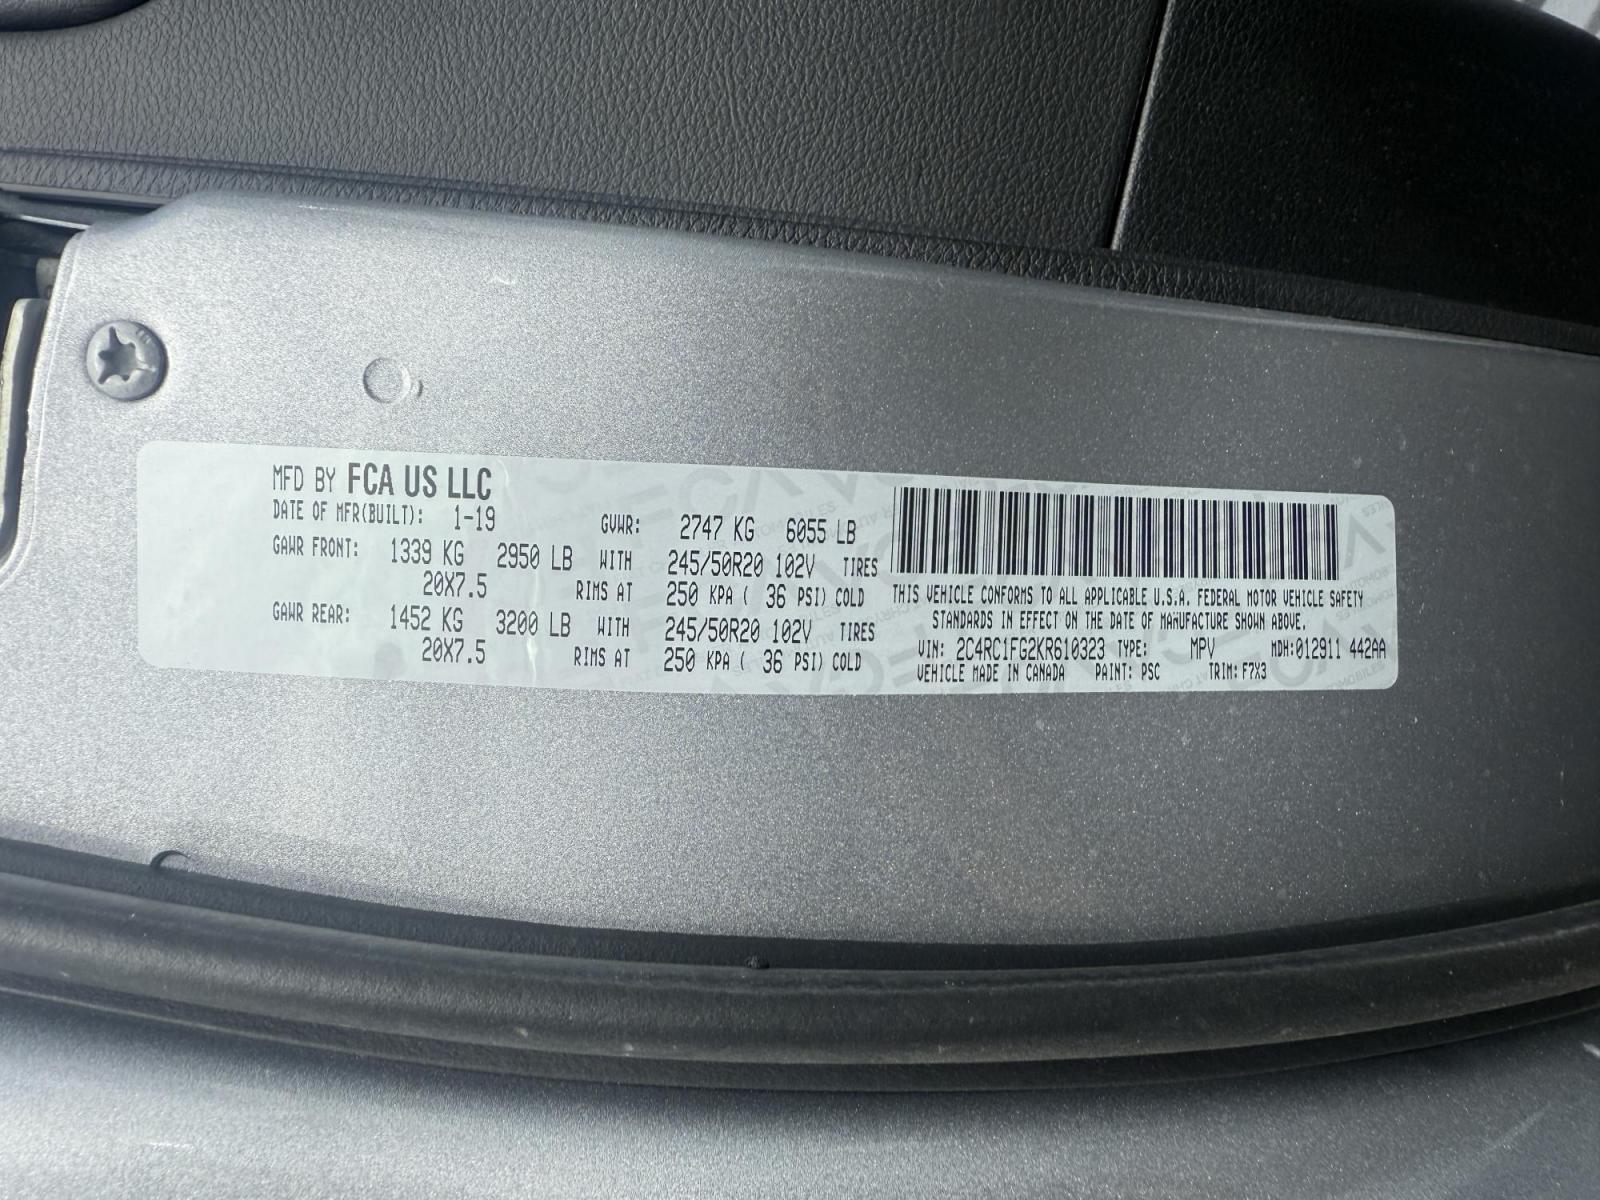 MFD BY FCA US LLC
DATE OF MFR(BUILT): 1-19 GVWR: 2747 KG 6055 LB
GAWR FRONT: 1339 KG 2950 LB WITH 245/50R20 102V TIRES
20X7.5 RIMS AT 250 KPA ( 36 PSI) COLD
GAWR REAR: 1452 KG 3200 LB WITH 245/50R20 102V TIRES
20X7.5 RIMS AT 250 KPA ( 36 PSI) COLD
THIS VEHICLE CONFORMS TO ALL APPLICABLE U.S.A. FEDERAL MOTOR VEHICLE SAFETY
STANDARDS IN EFFECT ON THE DATE OF MANUFACTURE SHOWN ABOVE.
VIN: 2C4RC1FG2KR610323 TYPE: MPV MDH:012911 442AA
VEHICLE MADE IN CANADA PAINT: PSC TRIM: F7X3